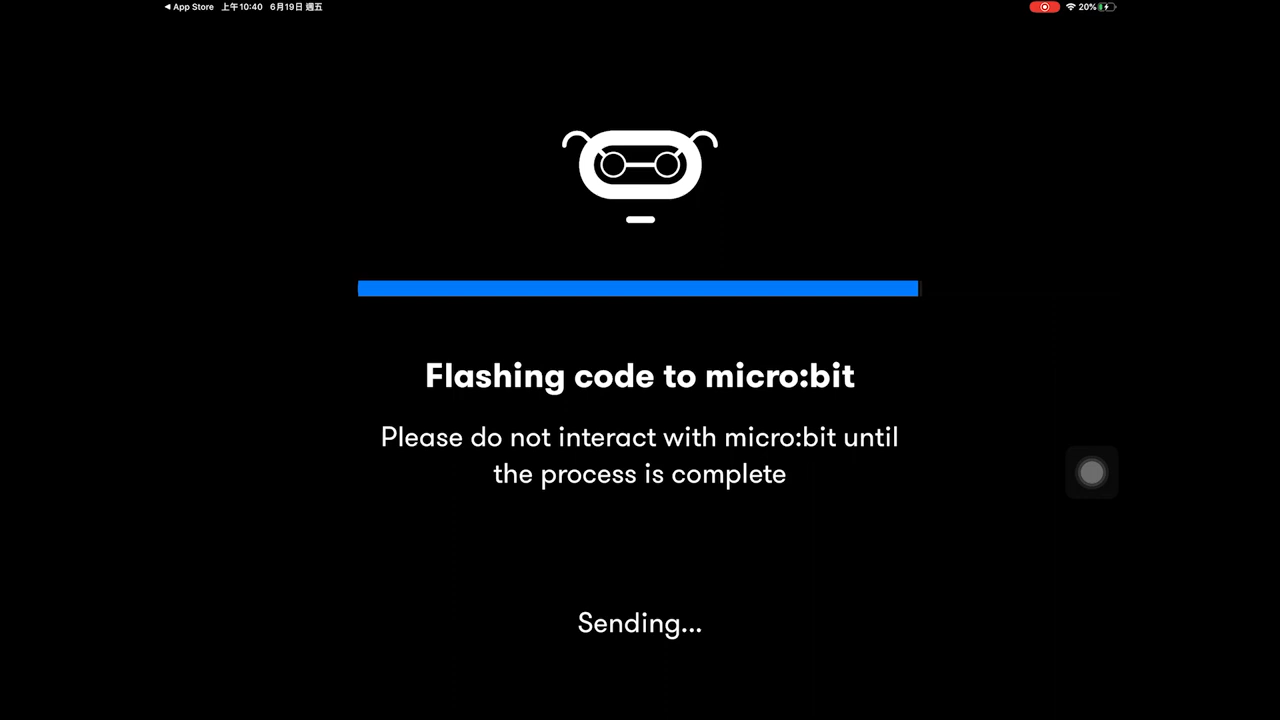 ◀ App Store 上午10:40 6月19日 週五 20%
Flashing code to micro:bit
Please do not interact with micro:bit until
the process is complete
Sending...